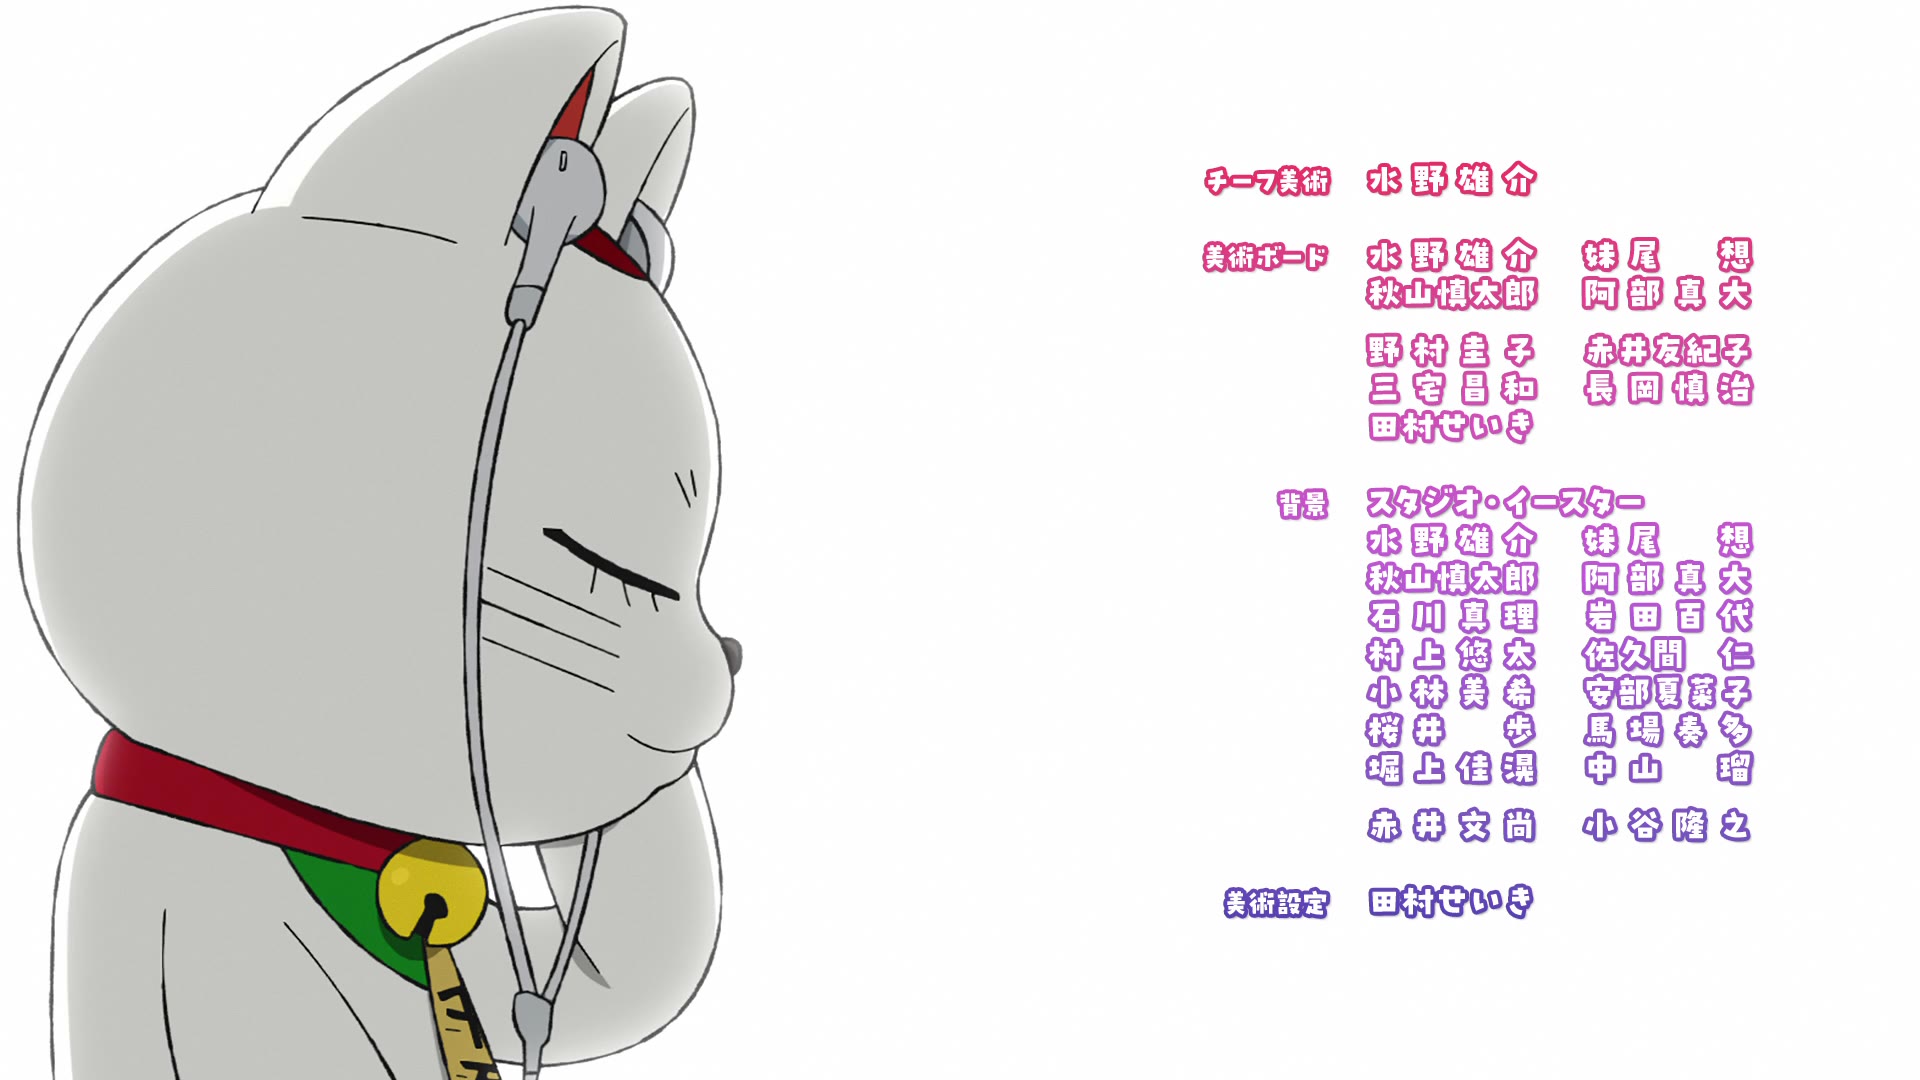 チーフ美術 水野雄介
美術ボード 水野雄介 妹尾 想
秋山慎太郎 阿部真大
野村圭子 赤井友紀子
三宅昌和 長岡慎治
田村せいき
背景 スタジオ・イースター
水野雄介 妹尾 想
秋山慎太郎 阿部真大
石川真理 岩田百代
村上悠太 佐久間 仁
小林美希 安部夏菜子
桜井 歩 馬場奏多
堀上佳滉 中山 瑠
赤井文尚 小谷隆之
美術設定 田村せいき